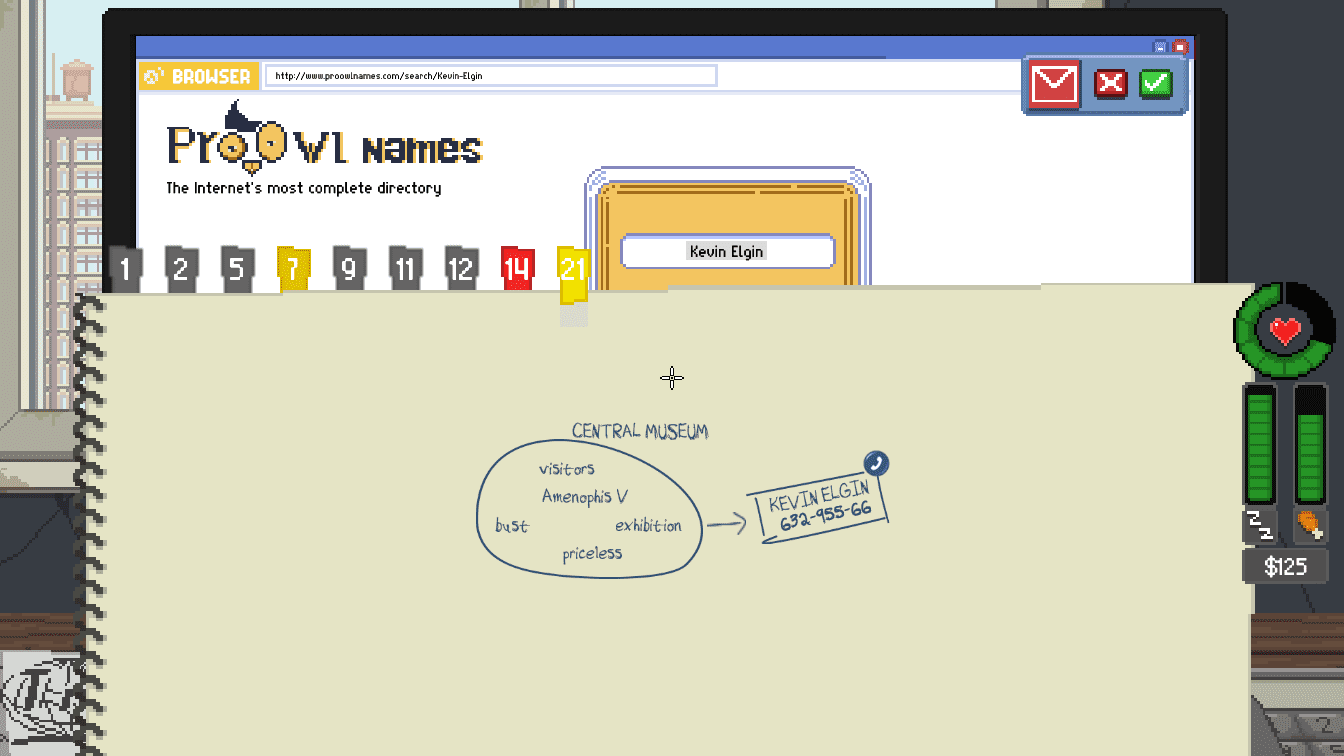 BROWSER
http://www.proowlnames.com/search/Kevin-Elgin
PrOOwl names
The Internet's most complete directory
Kevin Elgin
1 2 5 7 9 11 12 14 21
CENTRAL MUSEUM
visitors
Amenophis V
bust exhibition
priceless
KEVIN ELGIN
632-955-66
Z Z
$125
2